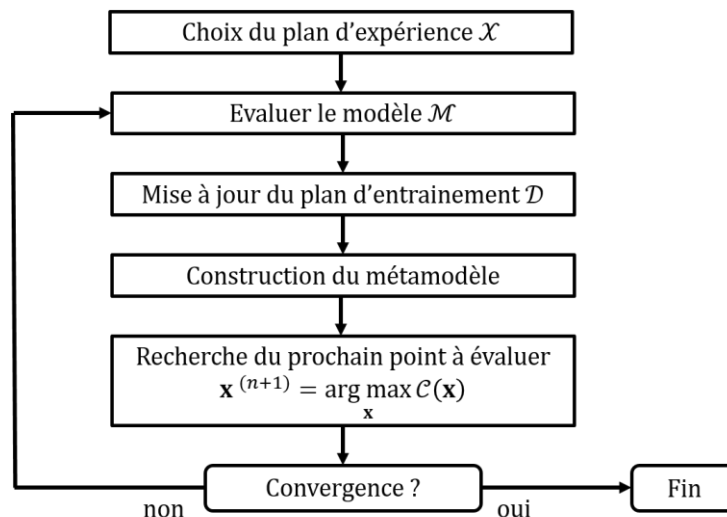 Choix du plan d’expérience 𝒳
Evaluer le modèle ℳ
Mise à jour du plan d’entrainement 𝒟
Construction du métamodèle
Recherche du prochain point à évaluer
𝐱 ⁽ⁿ⁺¹⁾ = arg max 𝒞(𝐱)
𝐱
Convergence ?
Fin
non
oui